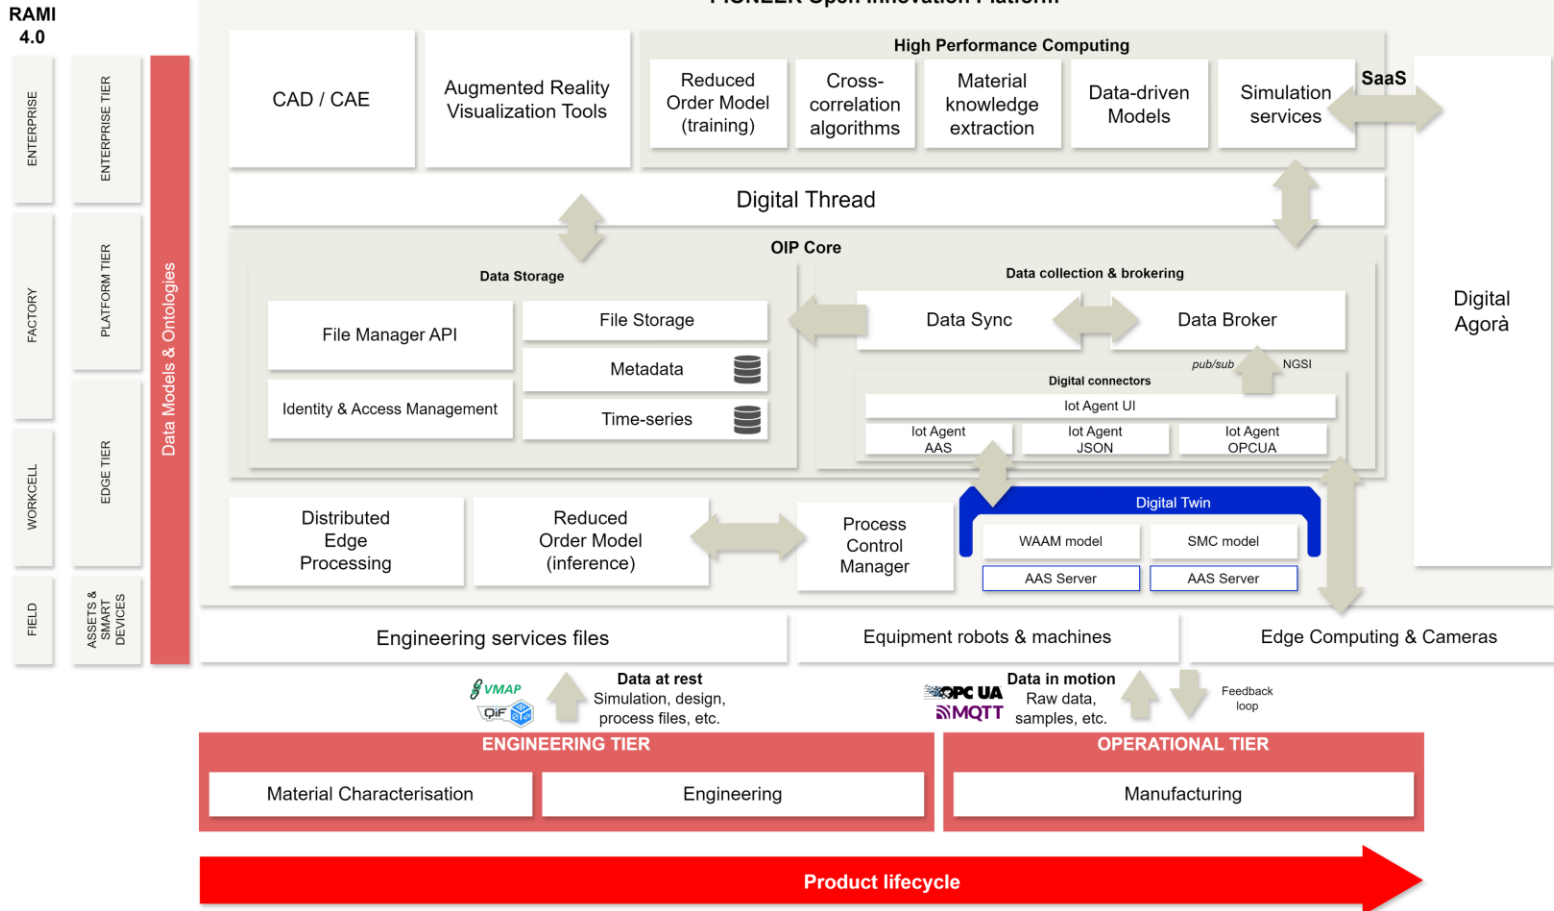 RAMI
4.0
PIONEER Open Innovation Platform
ENTERPRISE
FACTORY
WORKCELL
FIELD
ENTERPRISE TIER
PLATFORM TIER
EDGE TIER
ASSETS &
SMART
DEVICES
Data Models & Ontologies
CAD / CAE
Augmented Reality
Visualization Tools
High Performance Computing
Reduced
Order Model
(training)
Cross-
correlation
algorithms
Material
knowledge
extraction
Data-driven
Models
Simulation
services
SaaS
Digital
Agorà
Digital Thread
OIP Core
Data Storage
File Manager API
Identity & Access Management
File Storage
Metadata
Time-series
Data collection & brokering
Data Sync
Data Broker
pub/sub
NGSI
Digital connectors
Iot Agent UI
Iot Agent
AAS
Iot Agent
JSON
Iot Agent
OPCUA
Distributed
Edge
Processing
Reduced
Order Model
(inference)
Process
Control
Manager
Digital Twin
WAAM model
SMC model
AAS Server
AAS Server
Engineering services files
Equipment robots & machines
Edge Computing & Cameras
VMAP
QiF
Data at rest
Simulation, design,
process files, etc.
OPC UA
MQTT
Data in motion
Raw data,
samples, etc.
Feedback
loop
ENGINEERING TIER
Material Characterisation
Engineering
OPERATIONAL TIER
Manufacturing
Product lifecycle